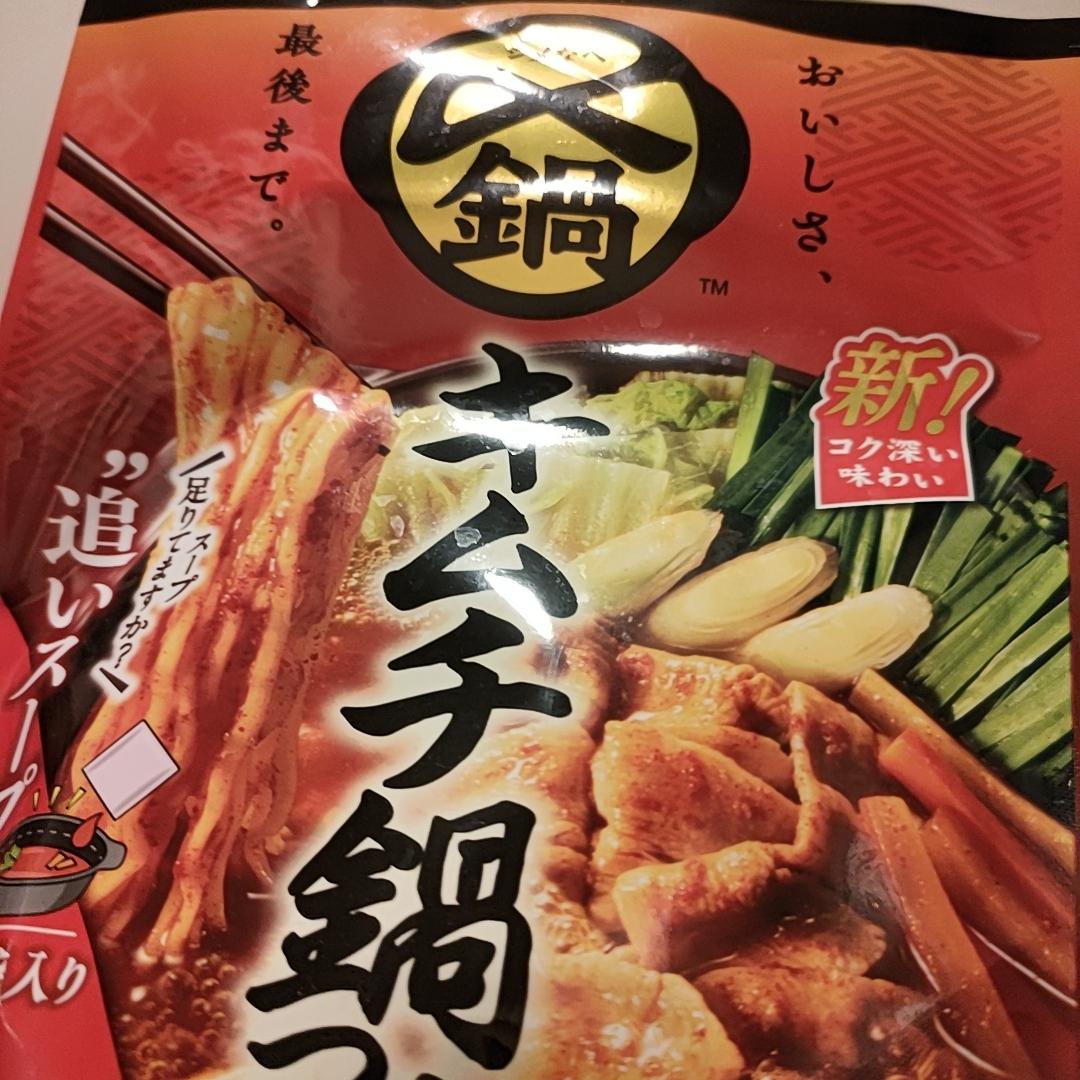 おいしさ、
最後まで。
〆鍋
TM
新!
コク深い
味わい
キムチ鍋つ
スープ
足りてますか?
"追いスープ
入り